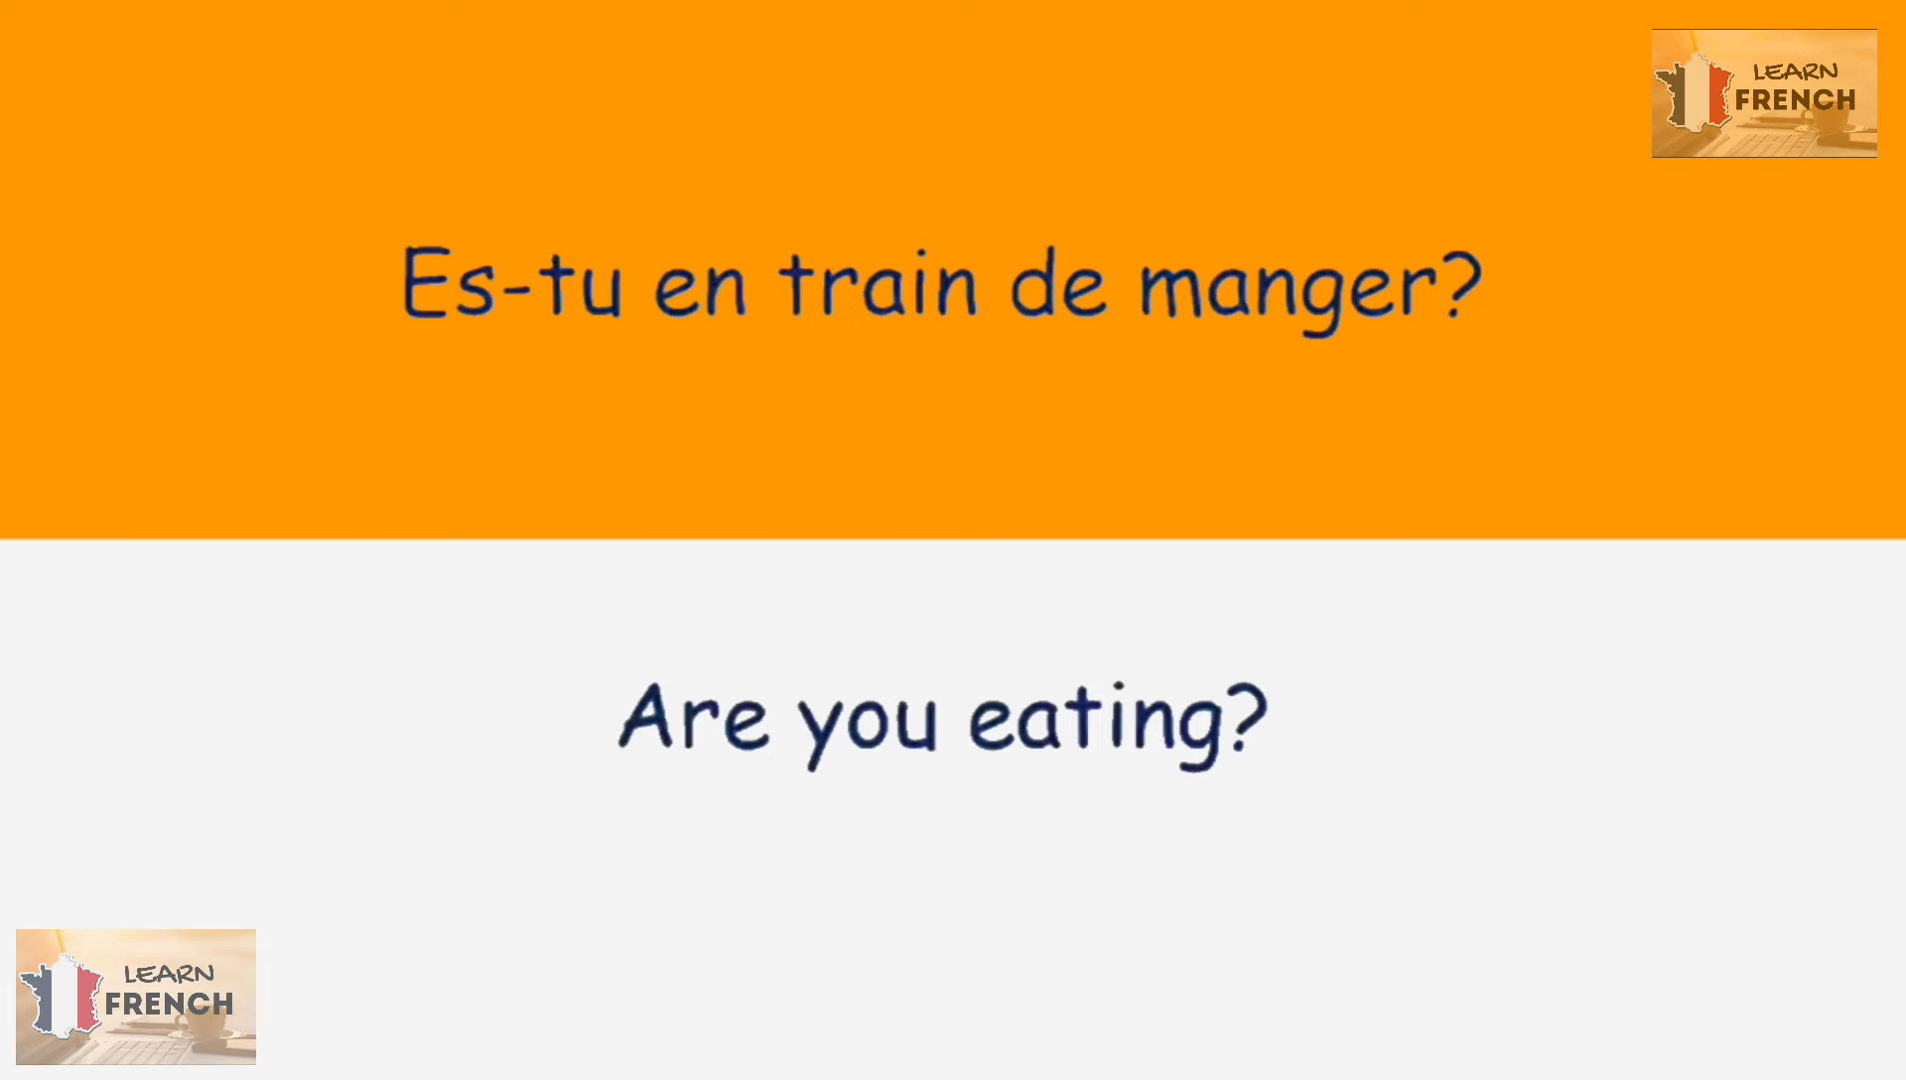 LEARN
FRENCH
Es-tu en train de manger?
Are you eating?
LEARN
FRENCH